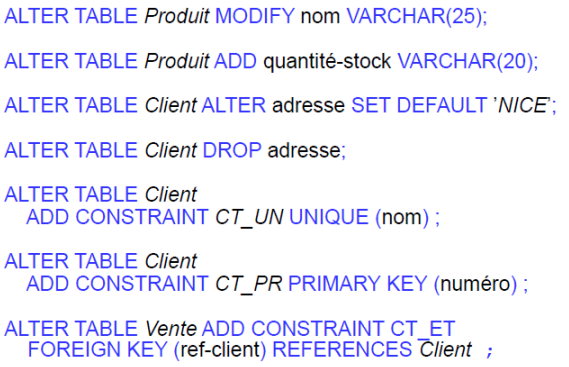 ALTER TABLE Produit MODIFY nom VARCHAR(25);
ALTER TABLE Produit ADD quantité-stock VARCHAR(20);
ALTER TABLE Client ALTER adresse SET DEFAULT 'NICE';
ALTER TABLE Client DROP adresse;
ALTER TABLE Client
ADD CONSTRAINT CT_UN UNIQUE (nom) ;
ALTER TABLE Client
ADD CONSTRAINT CT_PR PRIMARY KEY (numéro) ;
ALTER TABLE Vente ADD CONSTRAINT CT_ET
FOREIGN KEY (ref-client) REFERENCES Client ;